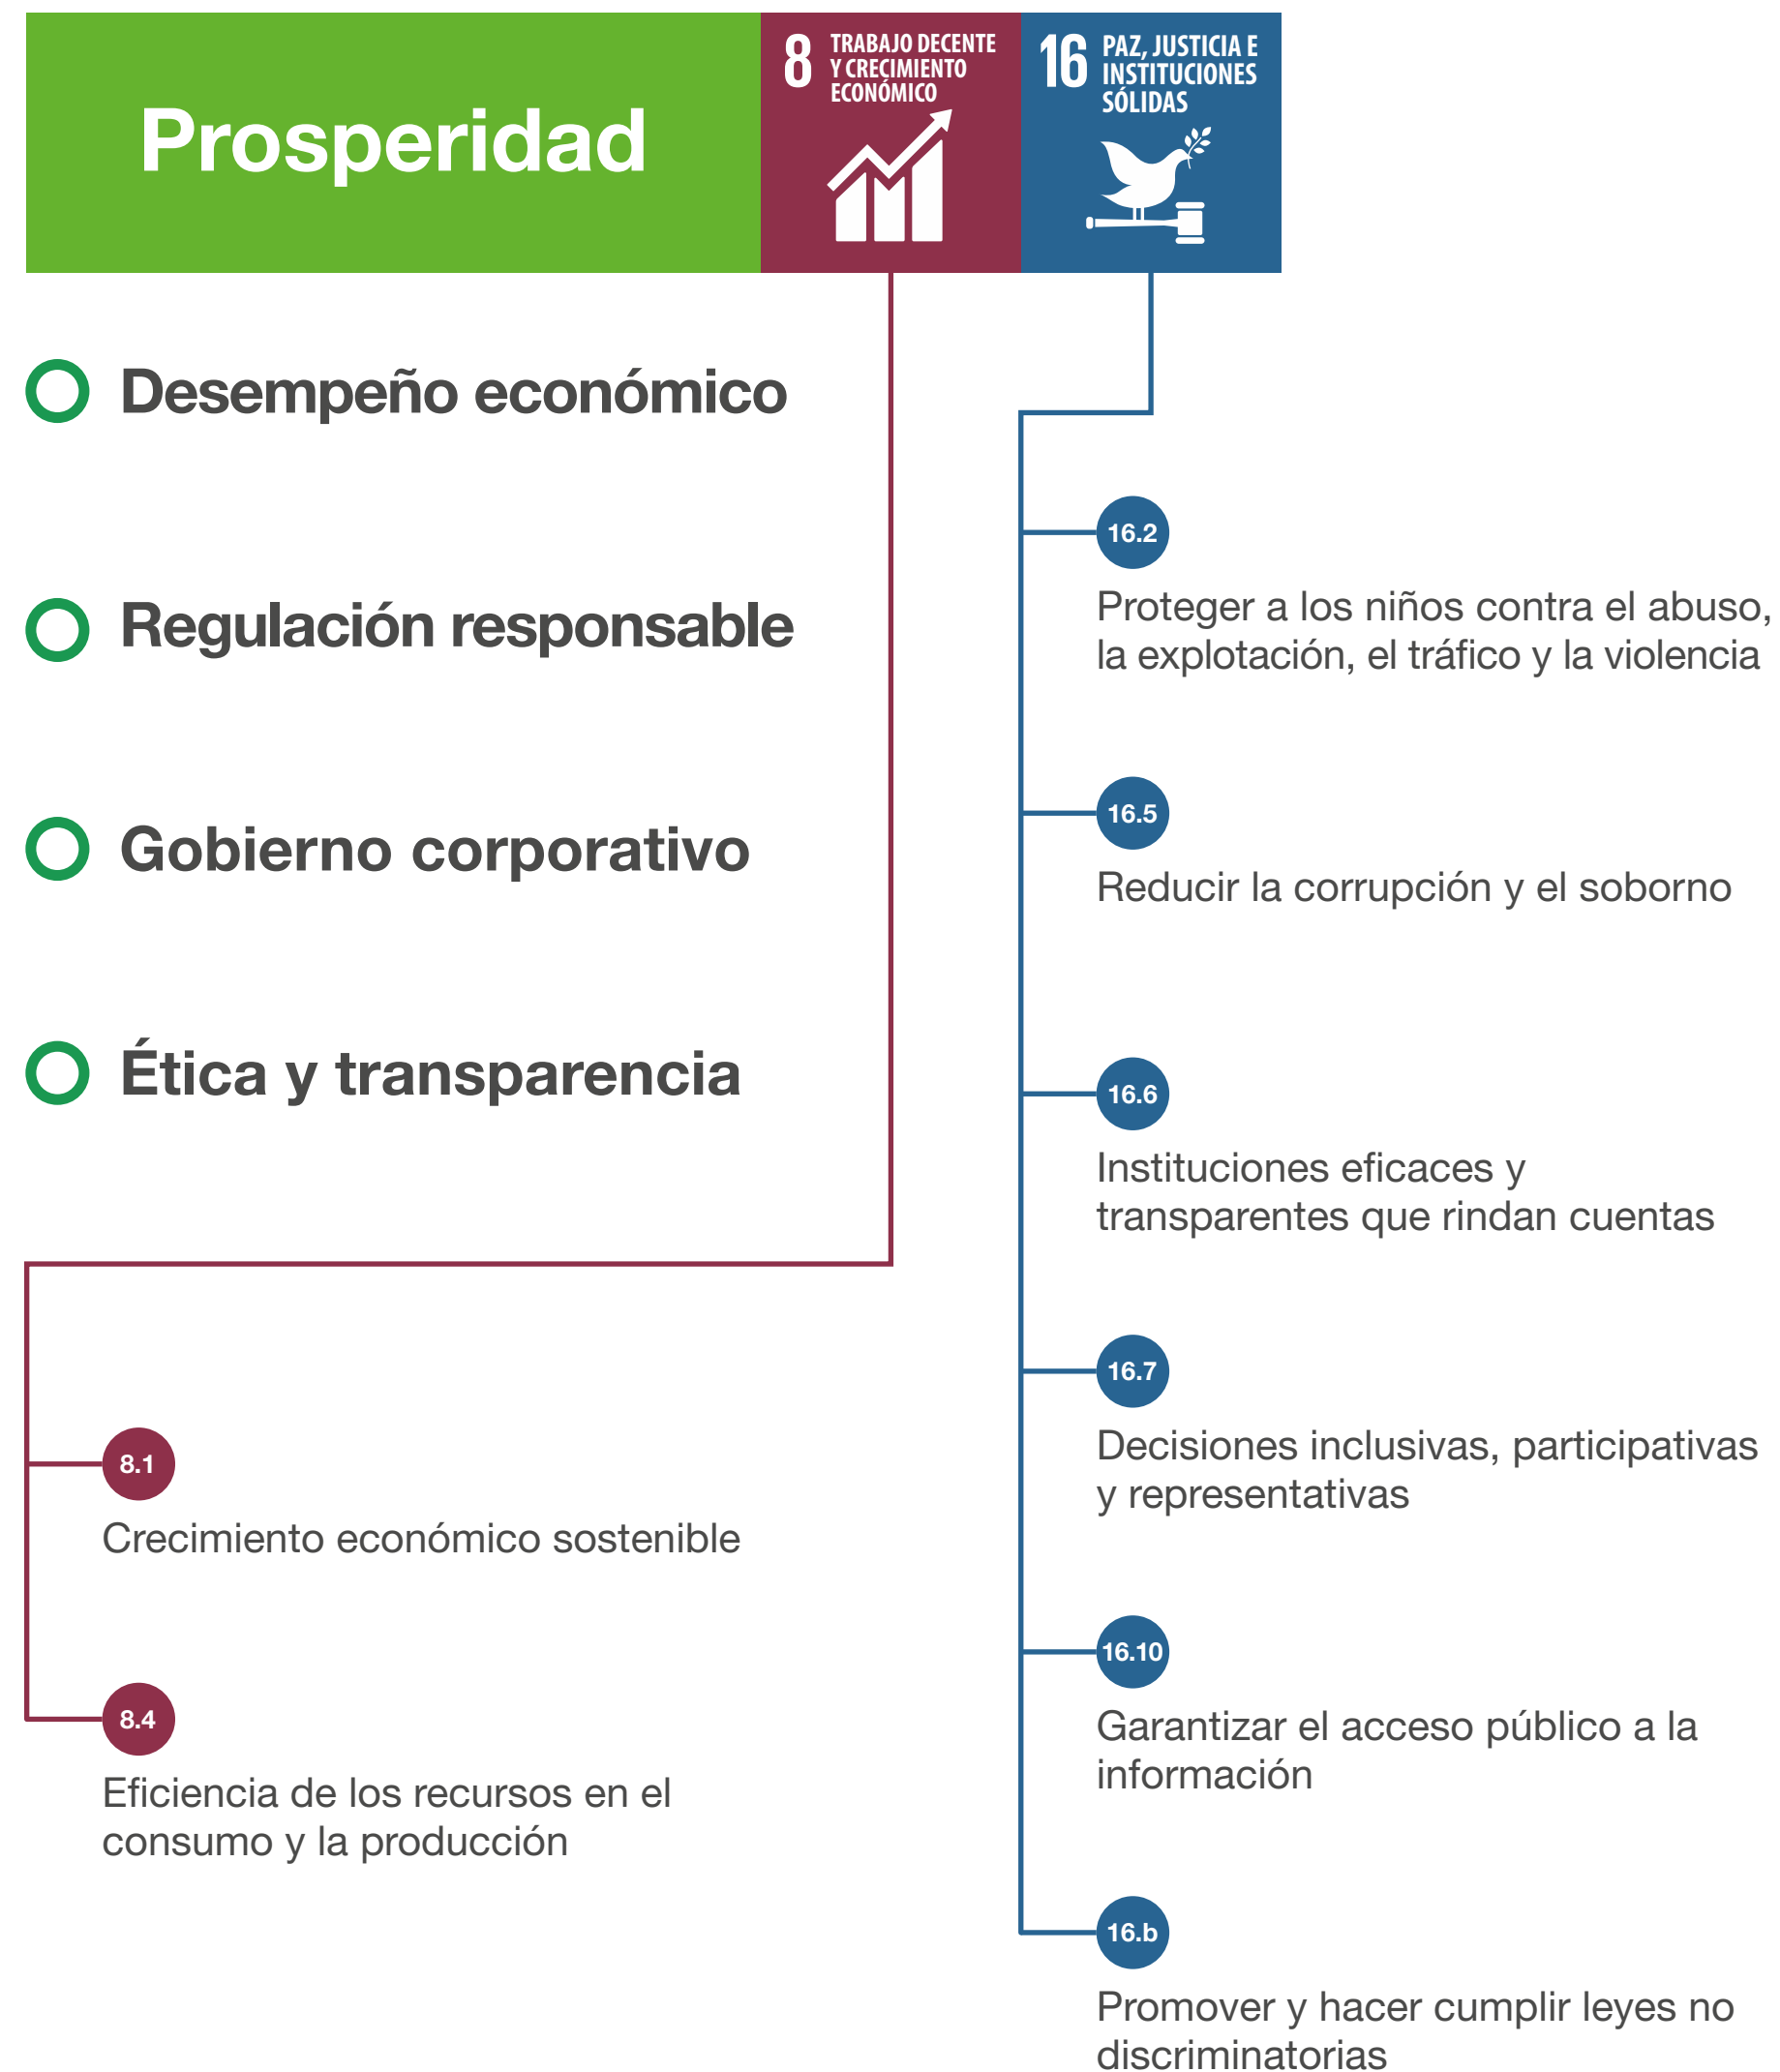 Prosperidad
8 TRABAJO DECENTE
Y CRECIMIENTO
ECONÓMICO
16 PAZ, JUSTICIA E
INSTITUCIONES
SÓLIDAS
Desempeño económico
Regulación responsable
Gobierno corporativo
Ética y transparencia
8.1
Crecimiento económico sostenible
8.4
Eficiencia de los recursos en el
consumo y la producción
16.2
Proteger a los niños contra el abuso,
la explotación, el tráfico y la violencia
16.5
Reducir la corrupción y el soborno
16.6
Instituciones eficaces y
transparentes que rindan cuentas
16.7
Decisiones inclusivas, participativas
y representativas
16.10
Garantizar el acceso público a la
información
16.b
Promover y hacer cumplir leyes no
discriminatorias